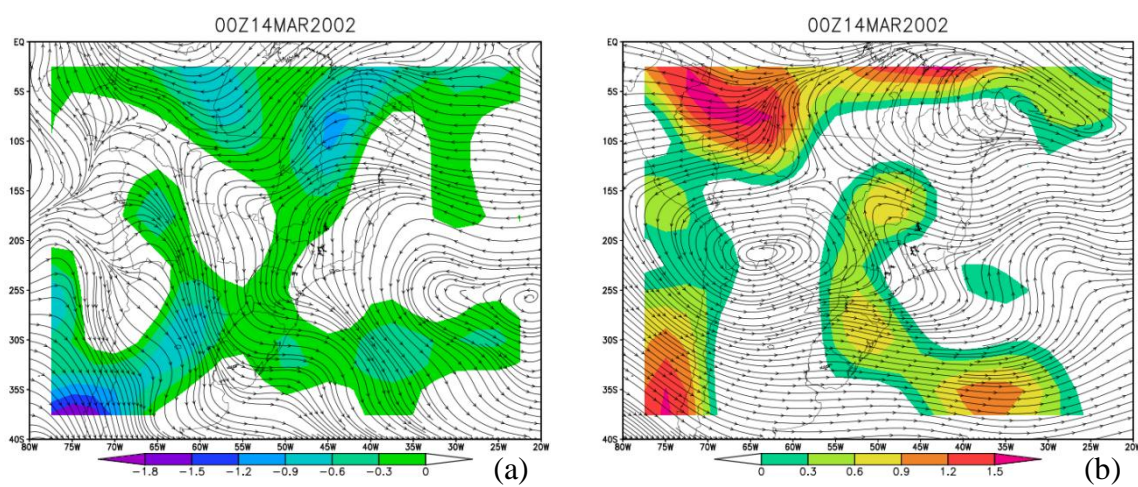 00Z14MAR2002
EQ
5S
10S
15S
20S
25S
30S
35S
40S
80W 75W 70W 65W 60W 55W 50W 45W 40W 35W 30W 25W 20W
-1.8 -1.5 -1.2 -0.9 -0.6 -0.3 0
(a)
00Z14MAR2002
EQ
5S
10S
15S
20S
25S
30S
35S
40S
80W 75W 70W 65W 60W 55W 50W 45W 40W 35W 30W 25W 20W
0 0.3 0.6 0.9 1.2 1.5
(b)